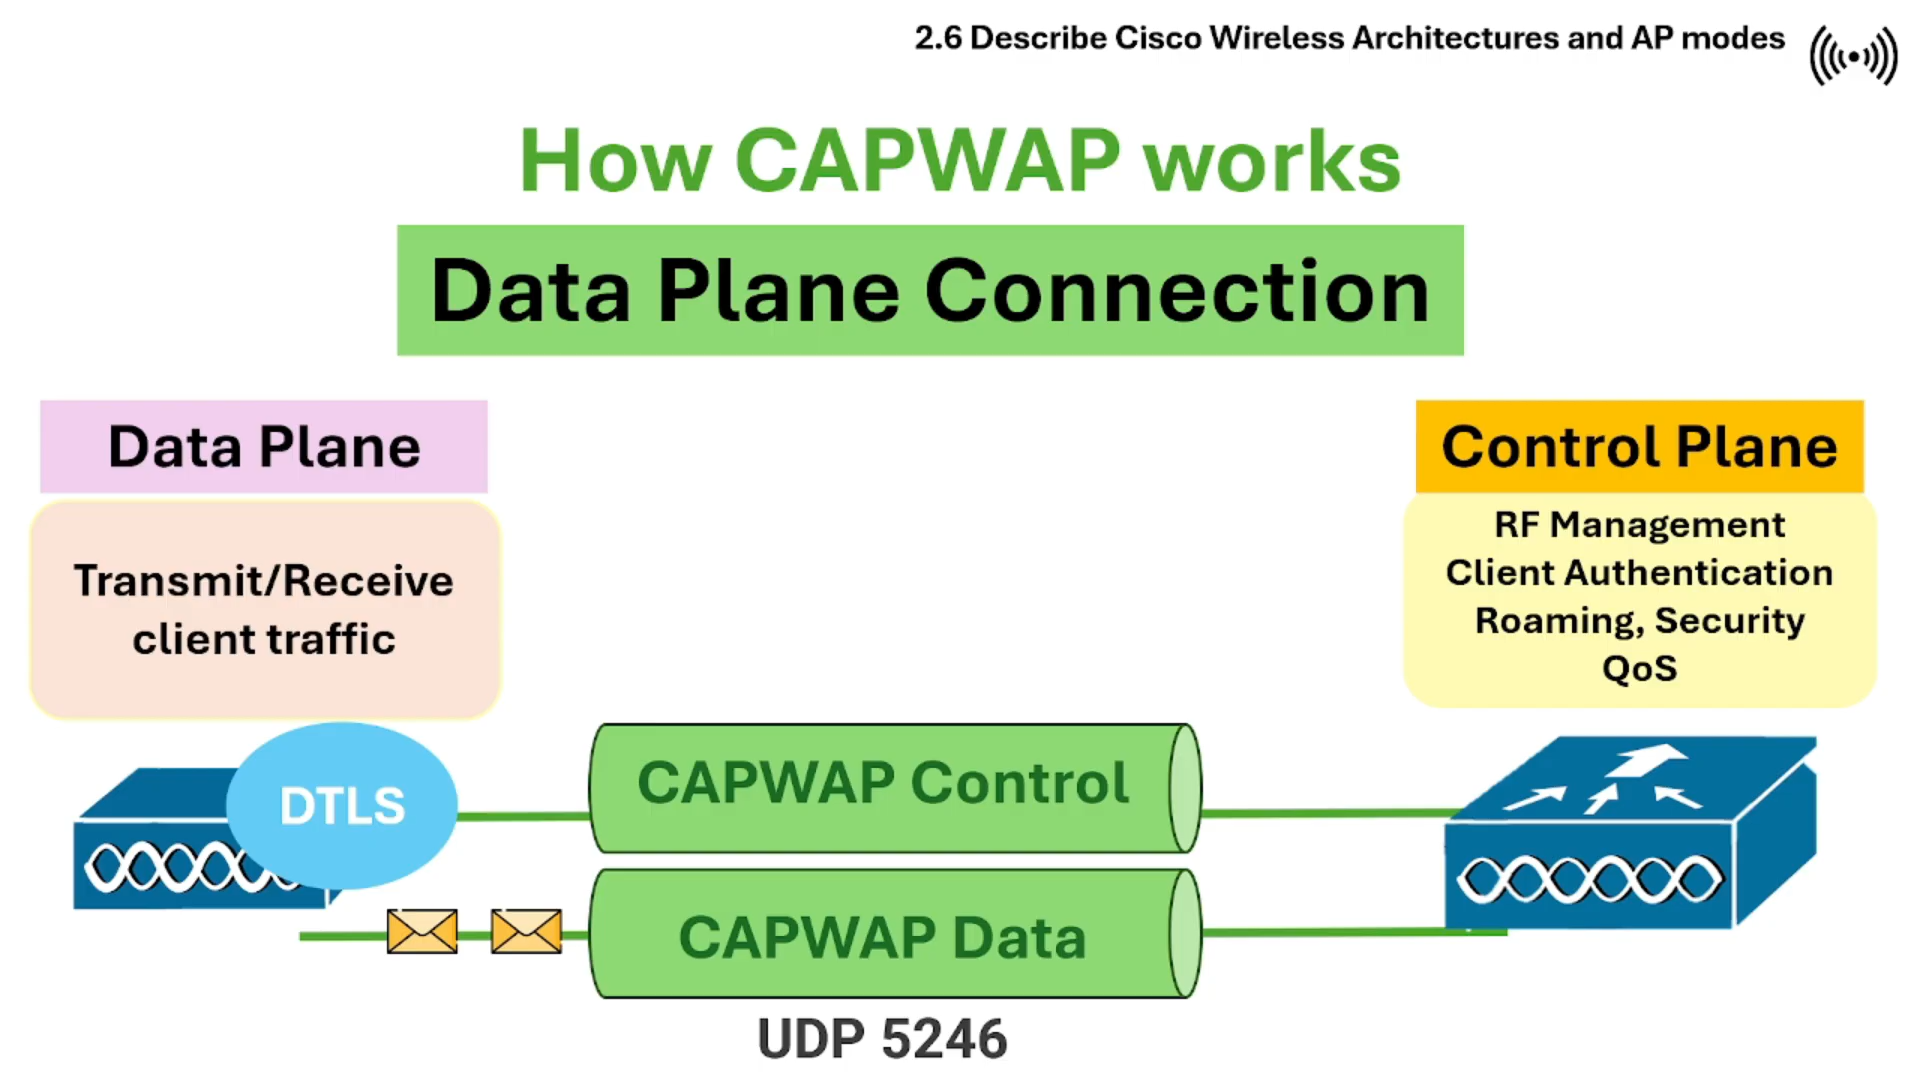 2.6 Describe Cisco Wireless Architectures and AP modes
How CAPWAP works
Data Plane Connection
Data Plane
Transmit/Receive
client traffic
Control Plane
RF Management
Client Authentication
Roaming, Security
QoS
DTLS
CAPWAP Control
CAPWAP Data
UDP 5246